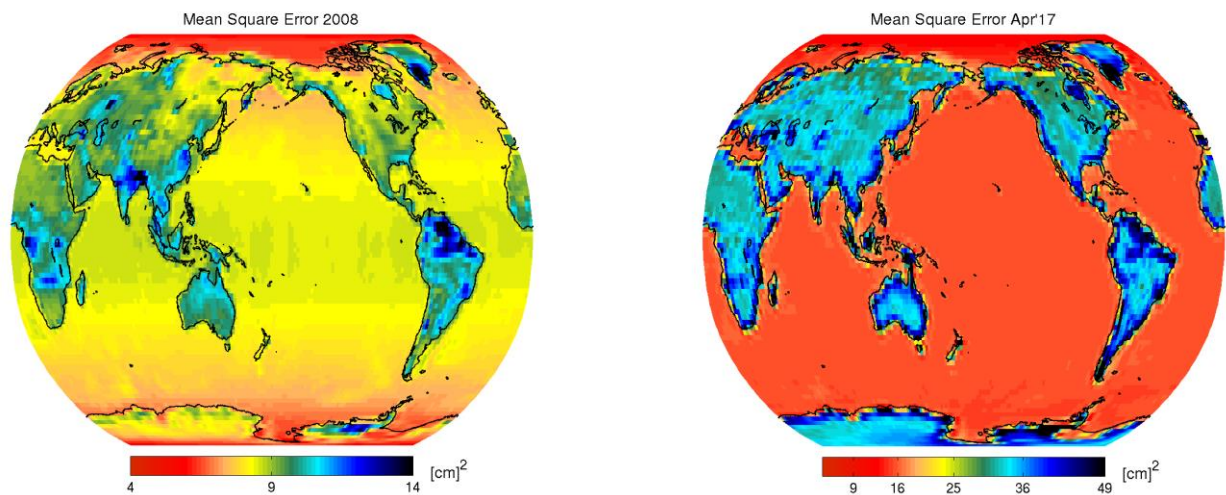 Mean Square Error 2008
4 9 14 [cm]2
Mean Square Error Apr'17
9 16 25 36 49 [cm]2